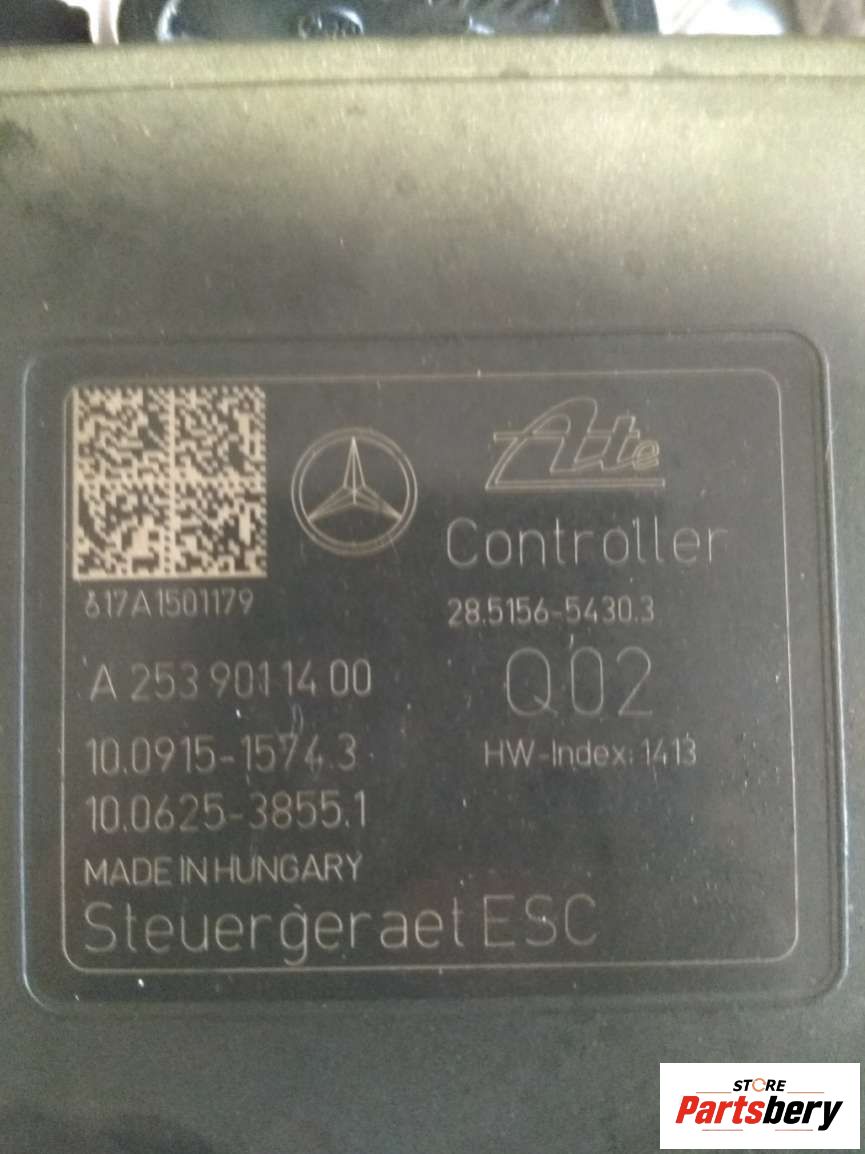 Ate
Controller
617A1501179
28.5156-5430.3
A 253 901 14 00
Q02
10.0915-1574.3
HW-Index: 1413
10.0625-3855.1
MADE IN HUNGARY
Steuergeraet ESC
STORE
Partsbery